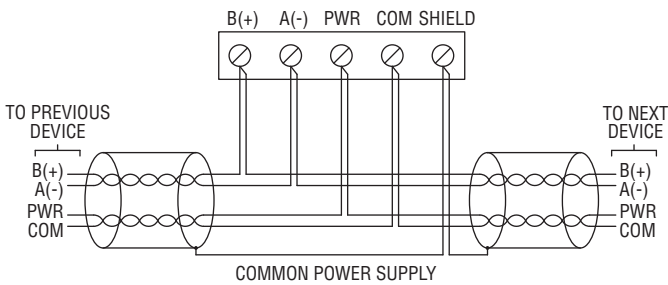 B(+) A(-) PWR COM SHIELD
TO PREVIOUS
DEVICE
B(+)
A(-)
PWR
COM
TO NEXT
DEVICE
B(+)
A(-)
PWR
COM
COMMON POWER SUPPLY